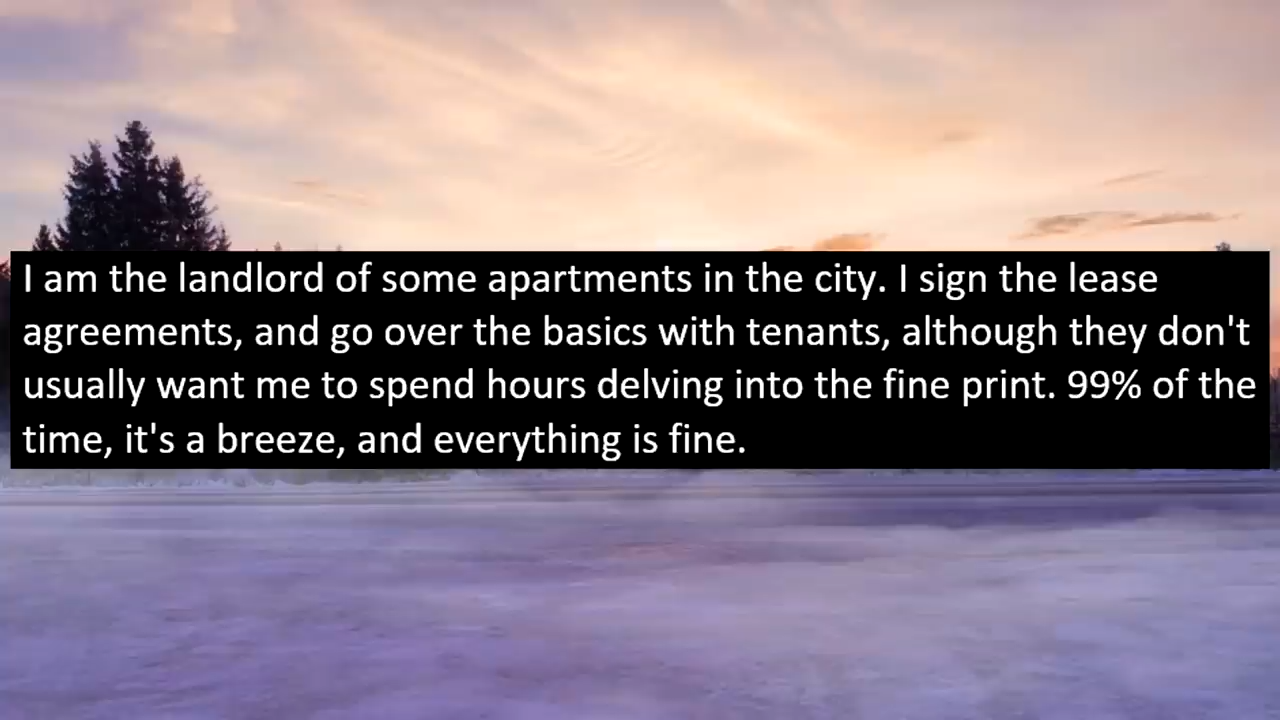 I am the landlord of some apartments in the city. I sign the lease
agreements, and go over the basics with tenants, although they don't
usually want me to spend hours delving into the fine print. 99% of the
time, it's a breeze, and everything is fine.